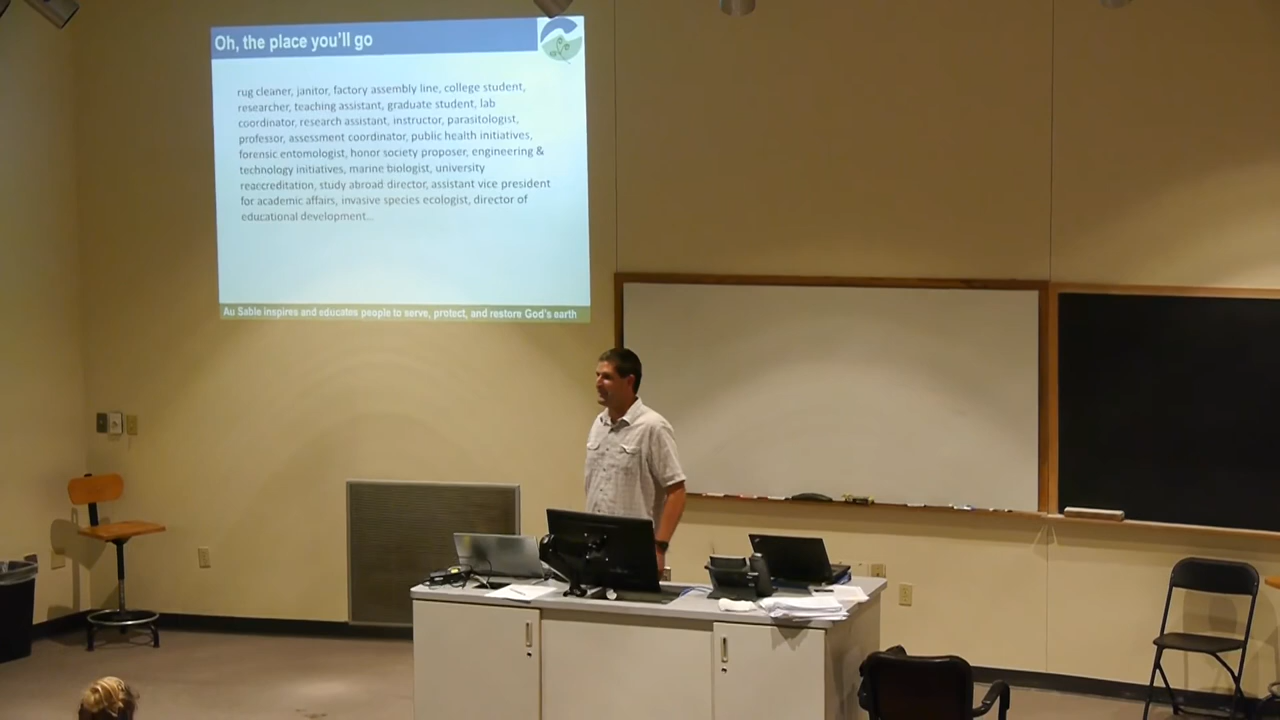 Oh, the place you'll go
rug cleaner, janitor, factory assembly line, college student,
researcher, teaching assistant, graduate student, lab
coordinator, research assistant, instructor, parasitologist,
professor, assessment coordinator, public health initiatives,
forensic entomologist, honor society proposer, engineering &
technology initiatives, marine biologist, university
reaccreditation, study abroad director, assistant vice president
for academic affairs, invasive species ecologist, director of
educational development...
Au Sable inspires and educates people to serve, protect, and restore God's earth